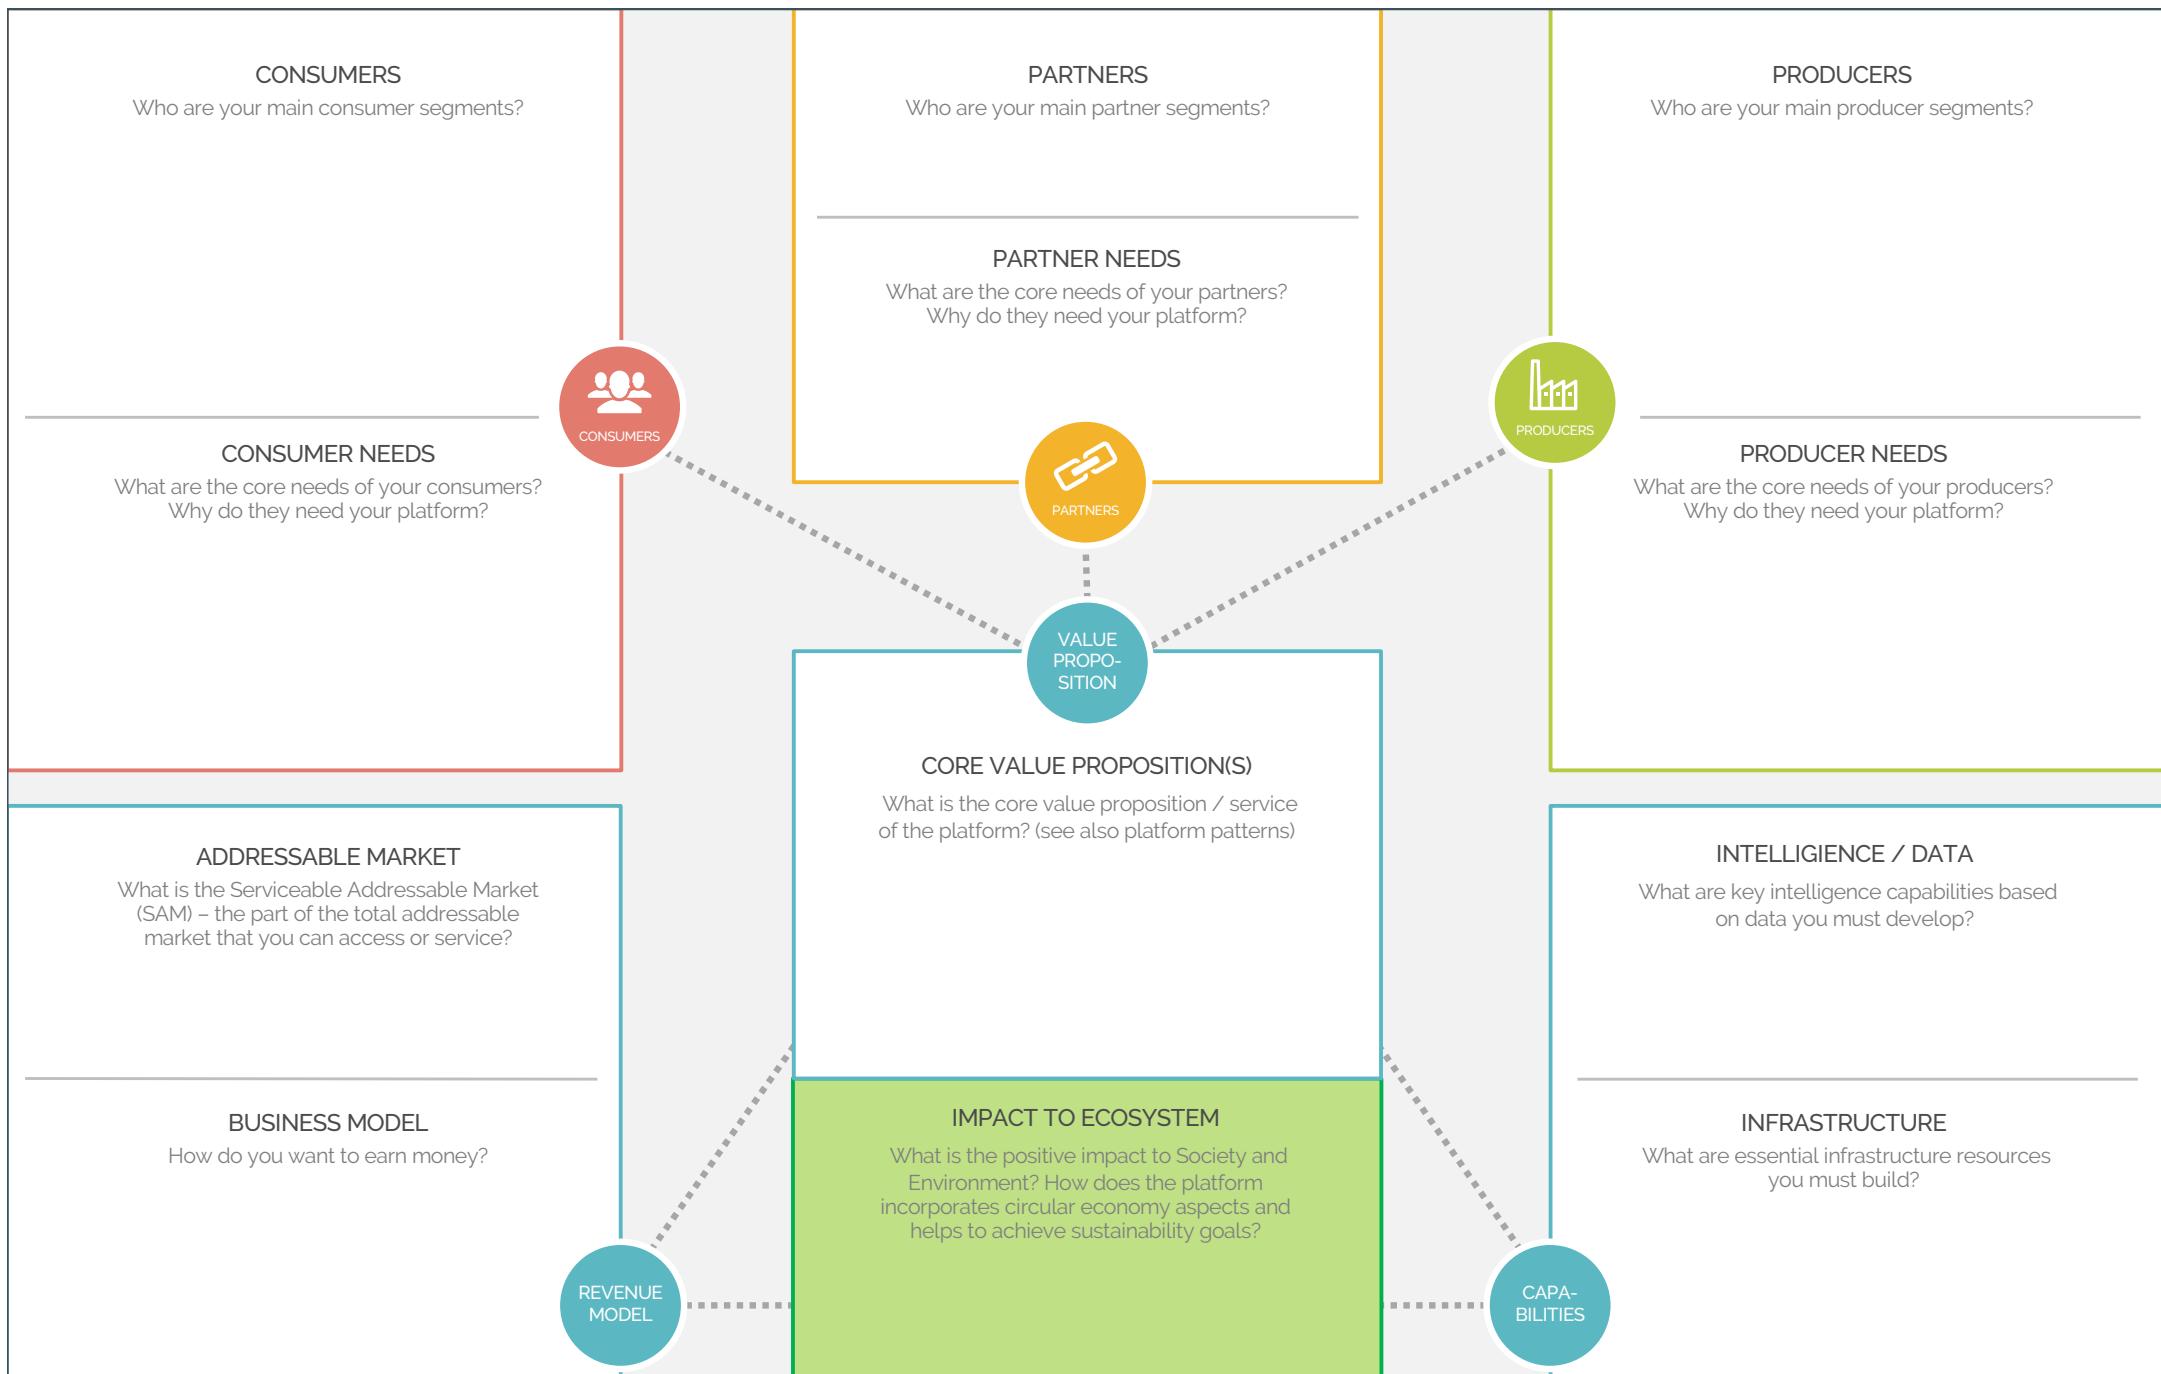 CONSUMERS
Who are your main consumer segments?
CONSUMER NEEDS
What are the core needs of your consumers?
Why do they need your platform?
CONSUMERS
PARTNERS
Who are your main partner segments?
PARTNER NEEDS
What are the core needs of your partners?
Why do they need your platform?
PARTNERS
PRODUCERS
Who are your main producer segments?
PRODUCERS
PRODUCER NEEDS
What are the core needs of your producers?
Why do they need your platform?
VALUE
PROPO-
SITION
CORE VALUE PROPOSITION(S)
What is the core value proposition / service
of the platform? (see also platform patterns)
ADDRESSABLE MARKET
What is the Serviceable Addressable Market
(SAM) – the part of the total addressable
market that you can access or service?
BUSINESS MODEL
How do you want to earn money?
REVENUE
MODEL
IMPACT TO ECOSYSTEM
What is the positive impact to Society and
Environment? How does the platform
incorporates circular economy aspects and
helps to achieve sustainability goals?
INTELLIGIENCE / DATA
What are key intelligence capabilities based
on data you must develop?
INFRASTRUCTURE
What are essential infrastructure resources
you must build?
CAPA-
BILITIES